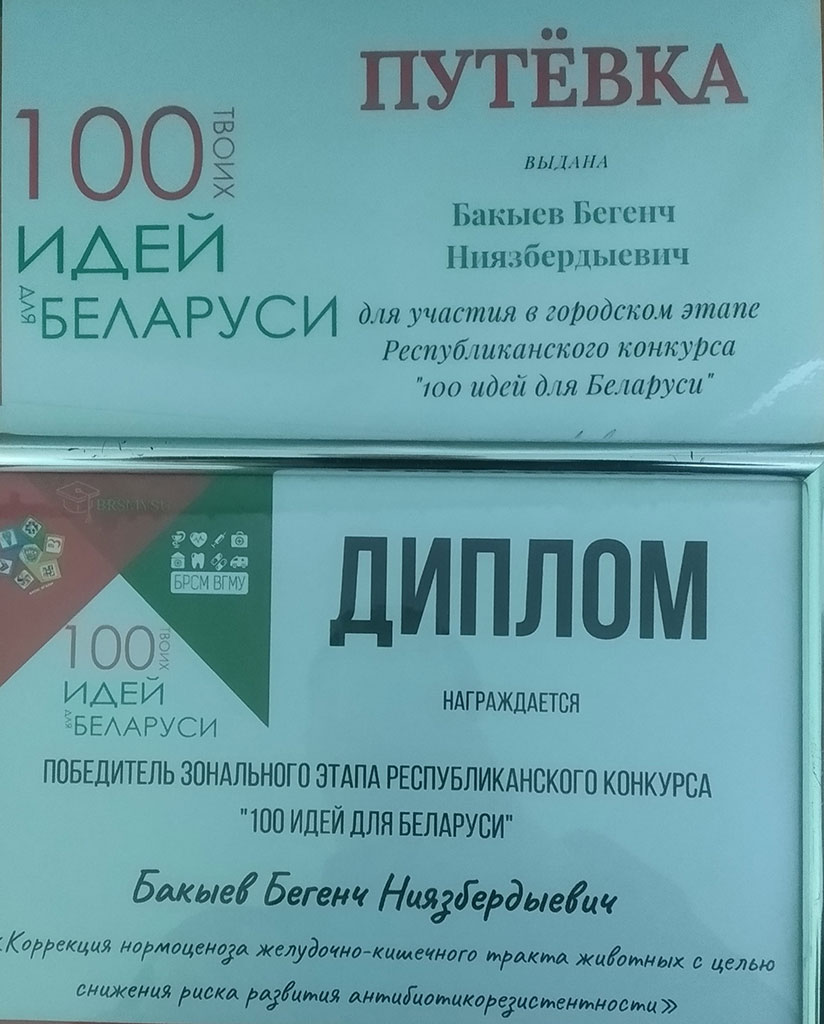 ПУТЁВКА
100 ТВОИХ
ИДЕЙ
ДЛЯ БЕЛАРУСИ
ВЫДАНА
Бакыев Бегенч
Ниязбердыевич
для участия в городском этапе
Республиканского конкурса
"100 идей для Беларуси"
BRSMVSMU
БРСМ ВГМУ
100 ТВОИХ
ИДЕЙ
ДЛЯ БЕЛАРУСИ
ДИПЛОМ
НАГРАЖДАЕТСЯ
ПОБЕДИТЕЛЬ ЗОНАЛЬНОГО ЭТАПА РЕСПУБЛИКАНСКОГО КОНКУРСА
"100 ИДЕЙ ДЛЯ БЕЛАРУСИ"
Бакыев Бегенч Ниязбердыевич
«Коррекция нормоценоза желудочно-кишечного тракта животных с целью
снижения риска развития антибиотикорезистентности»